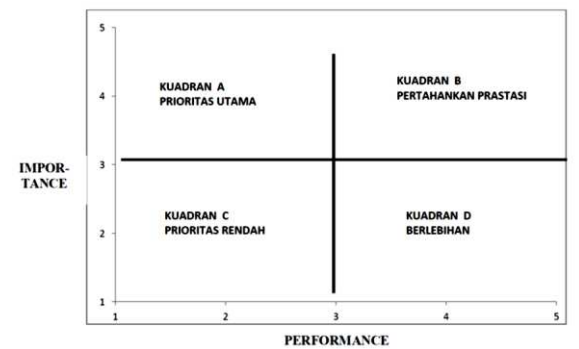 5
KUADRAN A
PRIORITAS UTAMA
KUADRAN B
PERTAHANKAN PRASTASI
4
IMPOR-
TANCE
3
KUADRAN C
PRIORITAS RENDAH
KUADRAN D
BERLEBIHAN
2
1
1 2 3 4 5
PERFORMANCE